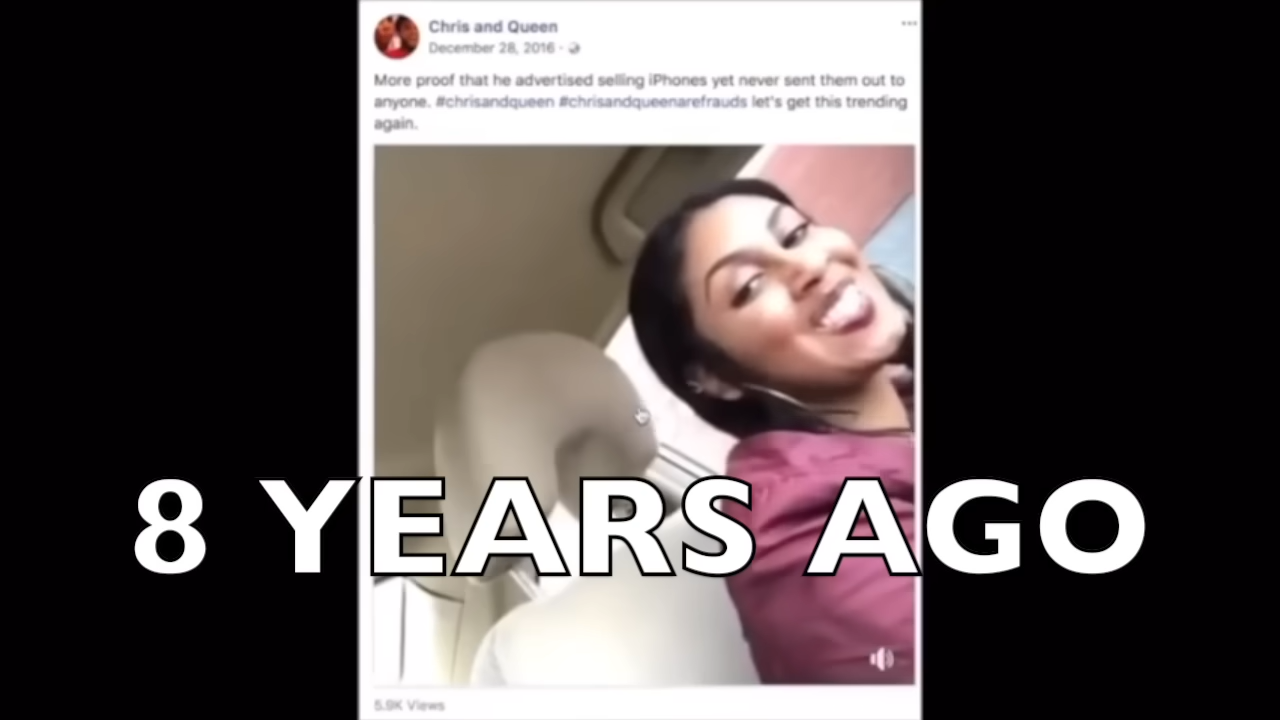 Chris and Queen
December 28, 2016 ·
More proof that he advertised selling iPhones yet never sent them out to
anyone. #chrisandqueen #chrisandqueenarefrauds let's get this trending
again.
8 YEARS AGO
5.9K Views